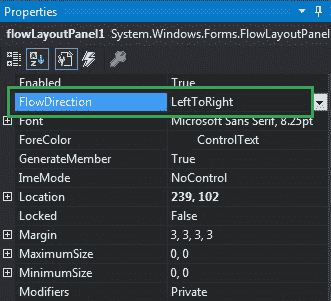 Properties
flowLayoutPanel1 System.Windows.Forms.FlowLayoutPanel
Enabled True
FlowDirection LeftToRight
Font Microsoft Sans Serif, 8.25pt
ForeColor ControlText
GenerateMember True
ImeMode NoControl
Location 239, 102
Locked False
Margin 3, 3, 3, 3
MaximumSize 0, 0
MinimumSize 0, 0
Modifiers Private